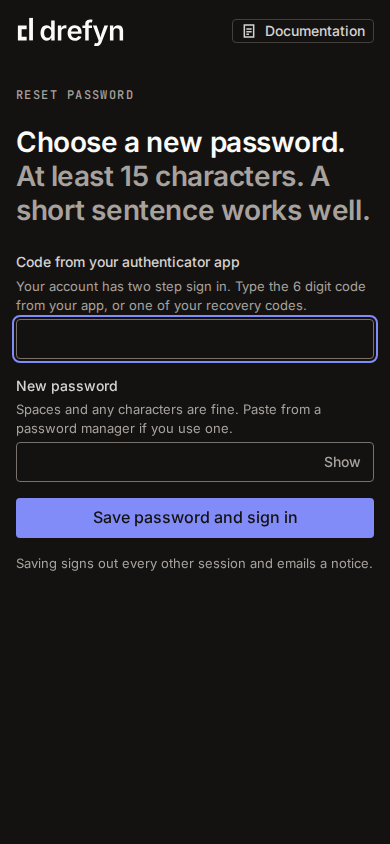 drefyn
Documentation
RESET PASSWORD
Choose a new password.
At least 15 characters. A
short sentence works well.
Code from your authenticator app
Your account has two step sign in. Type the 6 digit code
from your app, or one of your recovery codes.
New password
Spaces and any characters are fine. Paste from a
password manager if you use one.
Show
Save password and sign in
Saving signs out every other session and emails a notice.